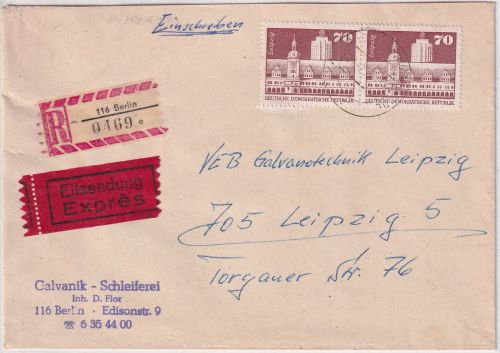 Einschreiben
Leipzig 70
DEUTSCHE DEMOKRATISCHE REPUBLIK
Leipzig 70
DEUTSCHE DEMOKRATISCHE REPUBLIK
R
116 Berlin
0469 e
Eilsendung
Exprès
VEB Galvanotechnik Leipzig
705 Leipzig 5
Torgauer Str. 76
Galvanik - Schleiferei
Inh. D. Flor
116 Berlin · Edisonstr. 9
☎ 6 35 44 00